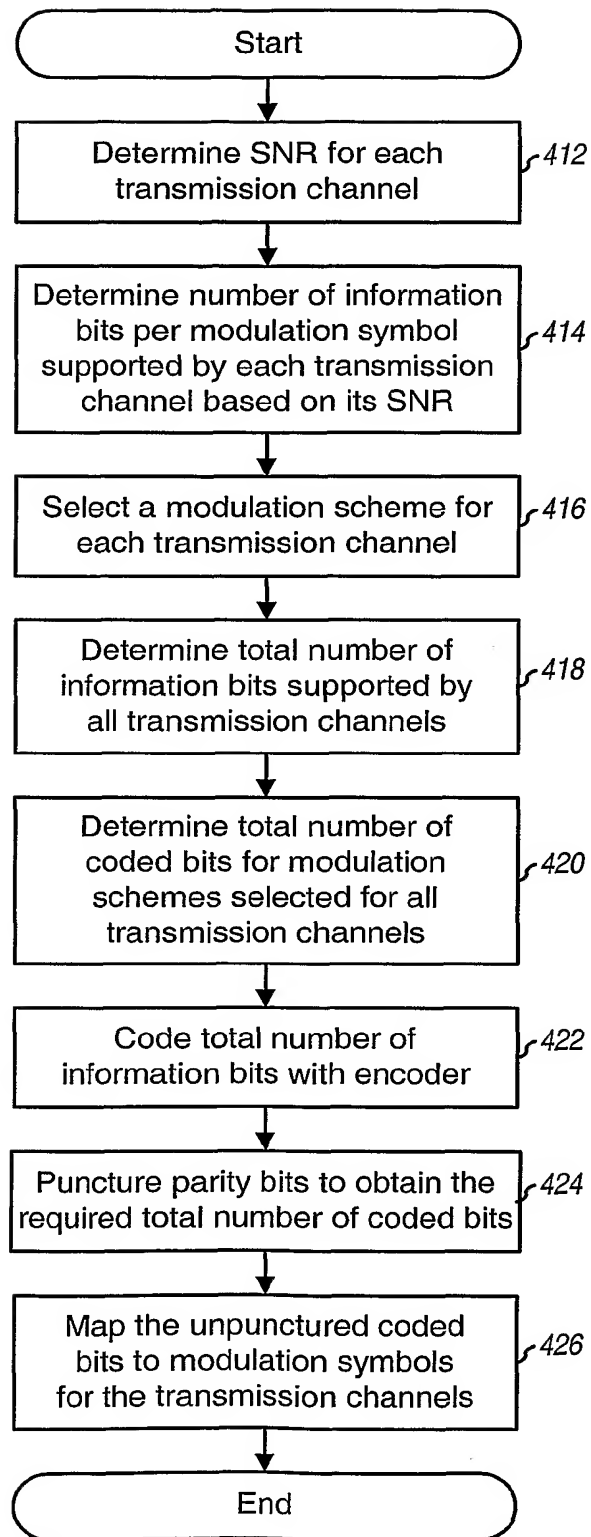 Start
Determine SNR for each
transmission channel
412
Determine number of information
bits per modulation symbol
supported by each transmission
channel based on its SNR
414
Select a modulation scheme for
each transmission channel
416
Determine total number of
information bits supported by
all transmission channels
418
Determine total number of
coded bits for modulation
schemes selected for all
transmission channels
420
Code total number of
information bits with encoder
422
Puncture parity bits to obtain the
required total number of coded bits
424
Map the unpunctured coded
bits to modulation symbols
for the transmission channels
426
End